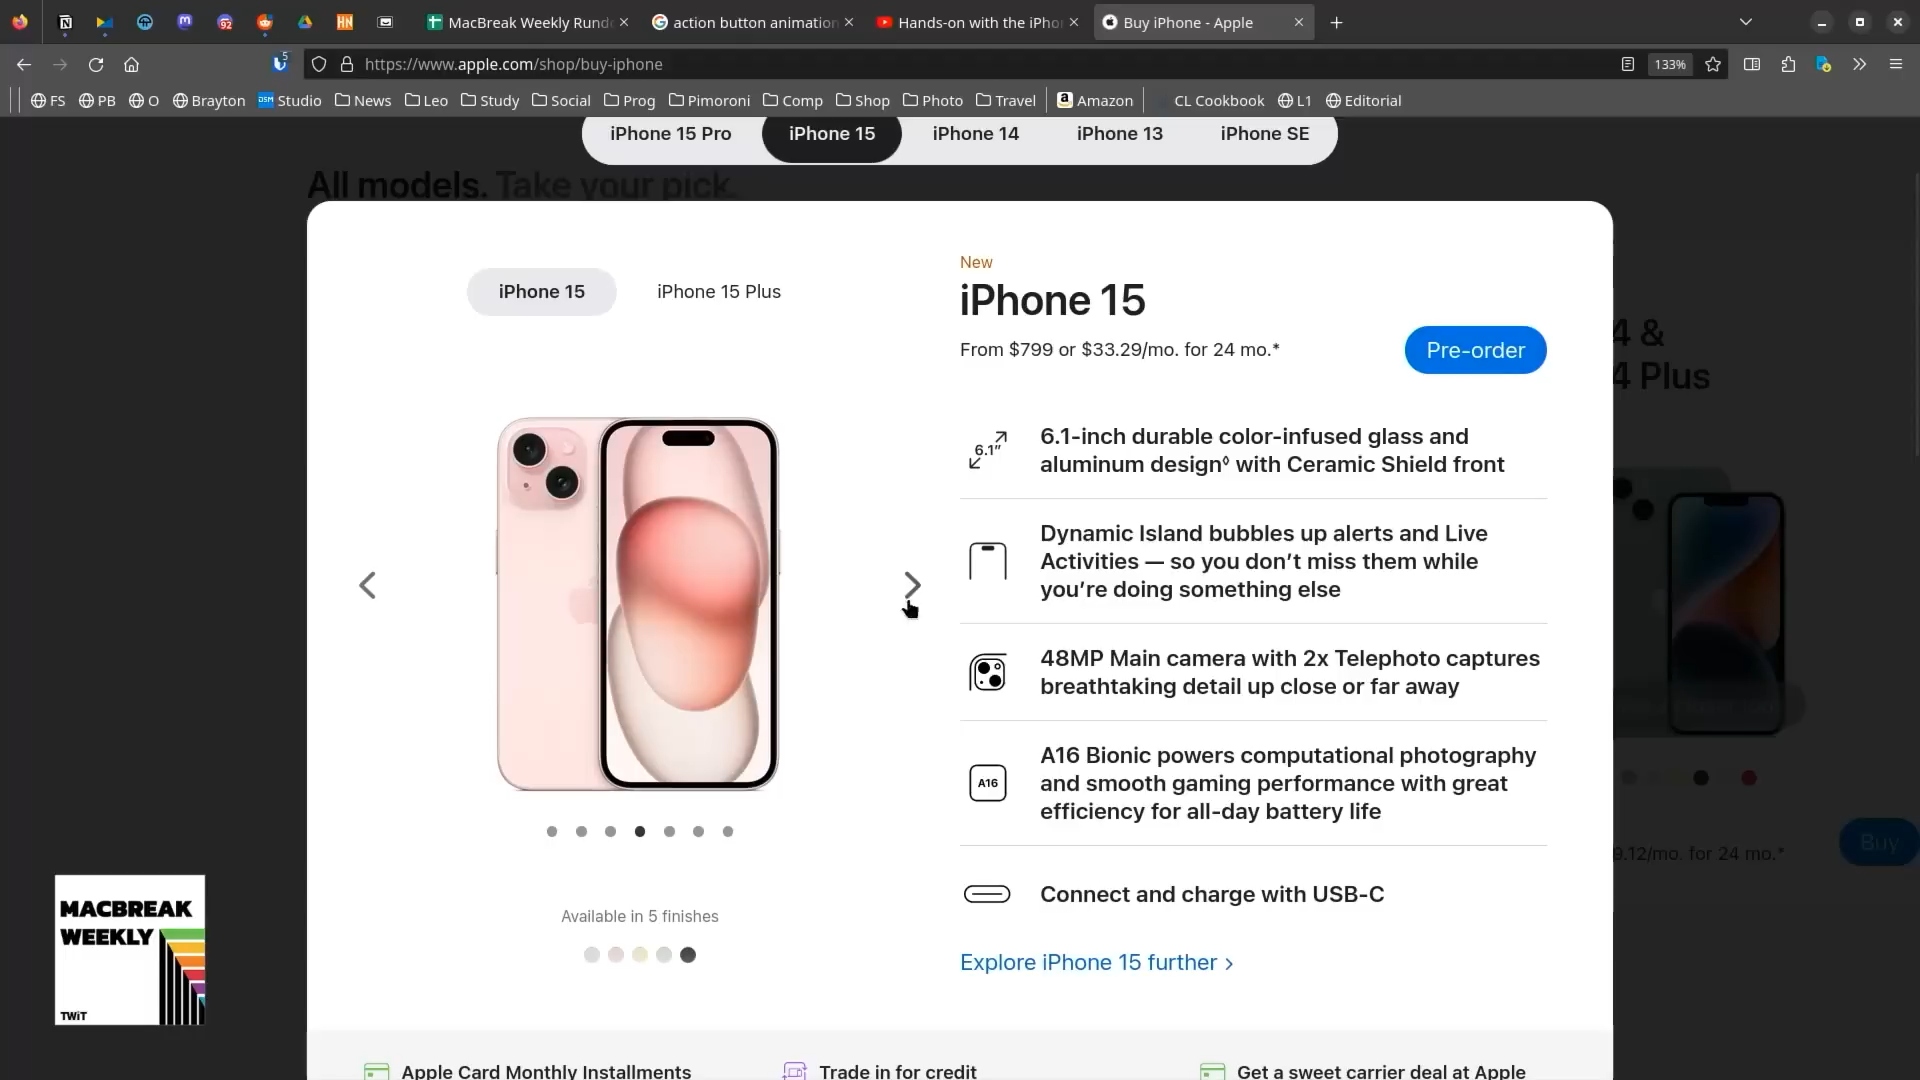 92
HN
MacBreak Weekly Rund
action button animation
Hands-on with the iPho
Buy iPhone - Apple
5
https://www.apple.com/shop/buy-iphone
133%
FS
PB
O
Brayton
DSM
Studio
News
Leo
Study
Social
Prog
Pimoroni
Comp
Shop
Photo
Travel
Amazon
CL Cookbook
L1
Editorial
iPhone 15 Pro
iPhone 15
iPhone 14
iPhone 13
iPhone SE
All models. Take your pick.
iPhone 15
iPhone 15 Plus
New
iPhone 15
From $799 or $33.29/mo. for 24 mo.*
Pre-order
6.1"
6.1-inch durable color-infused glass and
aluminum design◊ with Ceramic Shield front
Dynamic Island bubbles up alerts and Live
Activities — so you don’t miss them while
you’re doing something else
48MP Main camera with 2x Telephoto captures
breathtaking detail up close or far away
A16
A16 Bionic powers computational photography
and smooth gaming performance with great
efficiency for all-day battery life
Connect and charge with USB-C
Explore iPhone 15 further ›
Available in 5 finishes
4 &
4 Plus
9.12/mo. for 24 mo.*
Buy
MACBREAK
WEEKLY
TWiT
Apple Card Monthly Installments
Trade in for credit
Get a sweet carrier deal at Apple